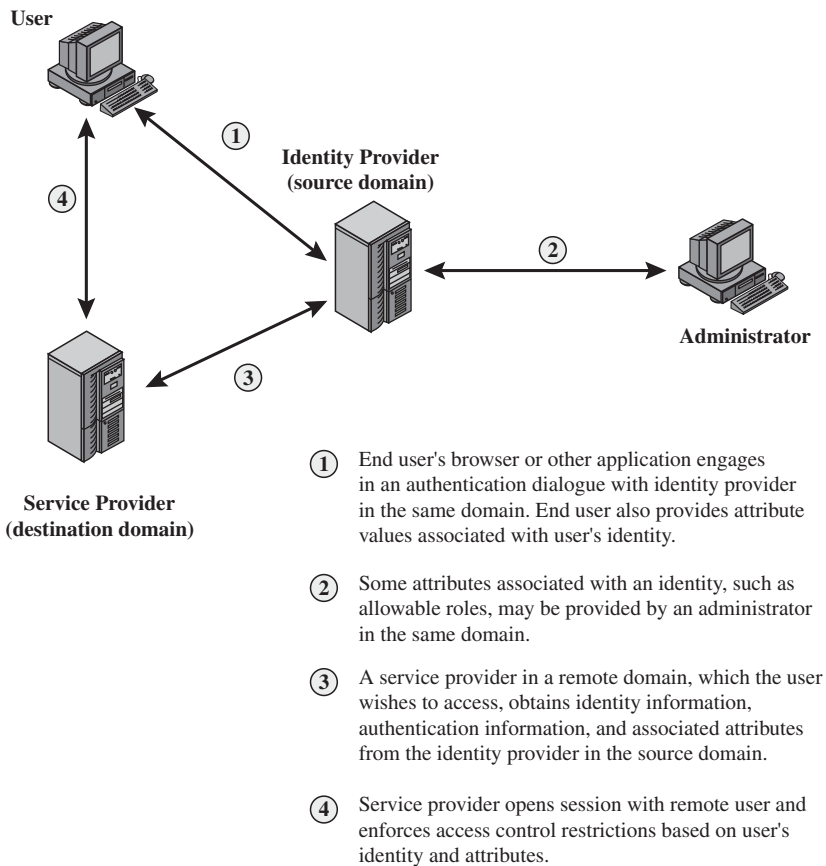 User
1
Identity Provider
(source domain)
4
2
Administrator
3
Service Provider
(destination domain)
1 End user's browser or other application engages
in an authentication dialogue with identity provider
in the same domain. End user also provides attribute
values associated with user's identity.
2 Some attributes associated with an identity, such as
allowable roles, may be provided by an administrator
in the same domain.
3 A service provider in a remote domain, which the user
wishes to access, obtains identity information,
authentication information, and associated attributes
from the identity provider in the source domain.
4 Service provider opens session with remote user and
enforces access control restrictions based on user's
identity and attributes.